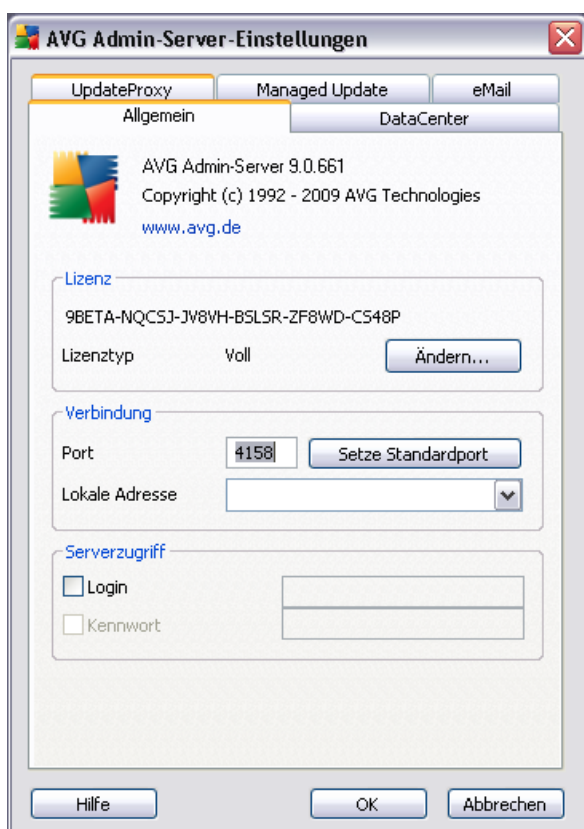 AVG Admin-Server-Einstellungen
UpdateProxy Managed Update eMail
Allgemein DataCenter
AVG Admin-Server 9.0.661
Copyright (c) 1992 - 2009 AVG Technologies
www.avg.de
Lizenz
9BETA-NQCSJ-JV8VH-BSLSR-ZF8WD-CS48P
Lizenztyp Voll Ändern...
Verbindung
Port 4158 Setze Standardport
Lokale Adresse
Serverzugriff
Login
Kennwort
Hilfe OK Abbrechen